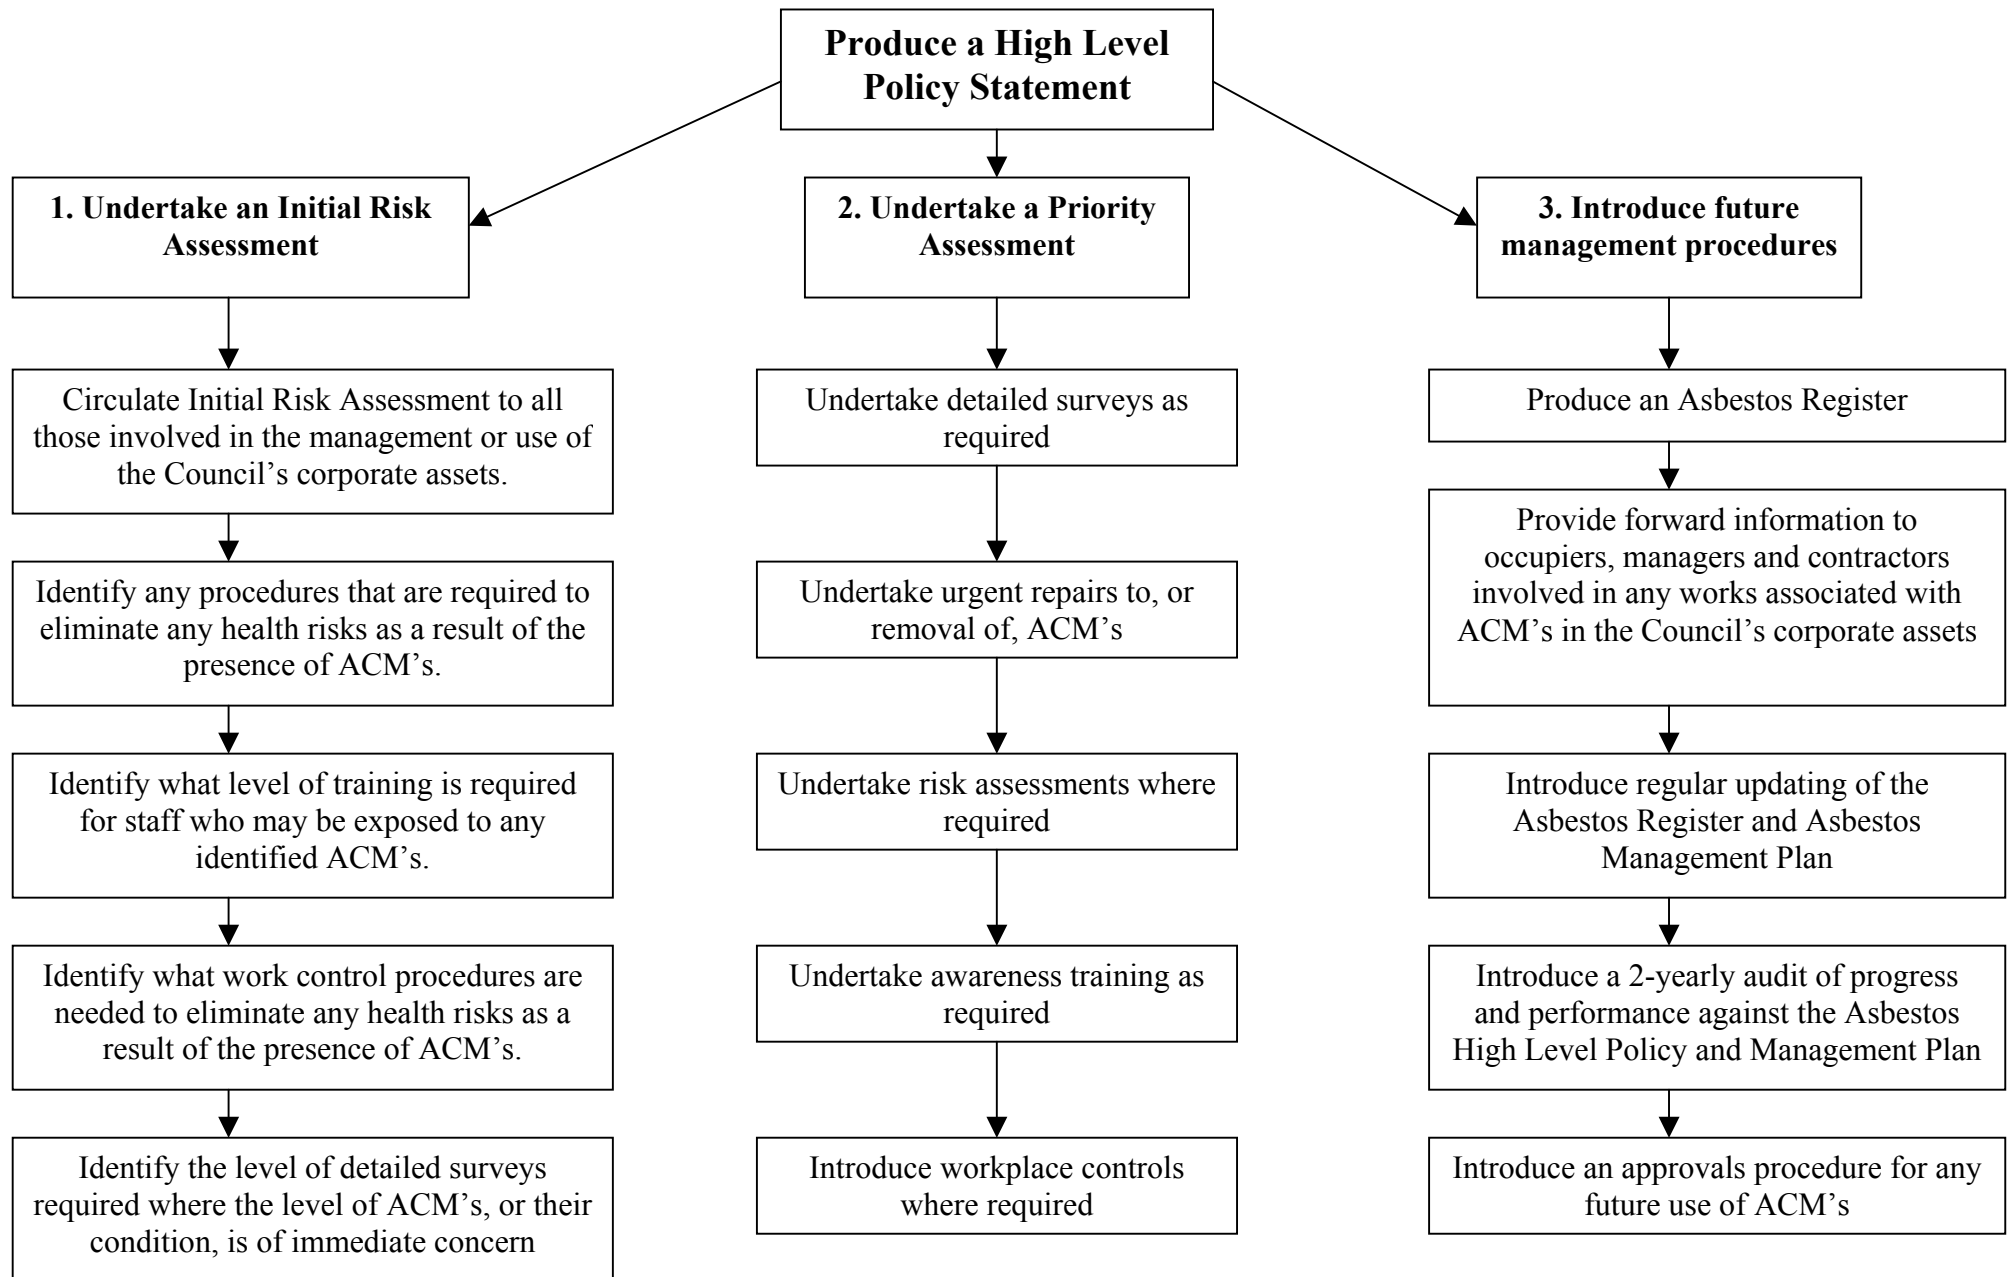 Produce a High Level
Policy Statement
1. Undertake an Initial Risk
Assessment
2. Undertake a Priority
Assessment
3. Introduce future
management procedures
Circulate Initial Risk Assessment to all
those involved in the management or use of
the Council’s corporate assets.
Identify any procedures that are required to
eliminate any health risks as a result of the
presence of ACM’s.
Identify what level of training is required
for staff who may be exposed to any
identified ACM’s.
Identify what work control procedures are
needed to eliminate any health risks as a
result of the presence of ACM’s.
Identify the level of detailed surveys
required where the level of ACM’s, or their
condition, is of immediate concern
Undertake detailed surveys as
required
Undertake urgent repairs to, or
removal of, ACM’s
Undertake risk assessments where
required
Undertake awareness training as
required
Introduce workplace controls
where required
Produce an Asbestos Register
Provide forward information to
occupiers, managers and contractors
involved in any works associated with
ACM’s in the Council’s corporate assets
Introduce regular updating of the
Asbestos Register and Asbestos
Management Plan
Introduce a 2-yearly audit of progress
and performance against the Asbestos
High Level Policy and Management Plan
Introduce an approvals procedure for any
future use of ACM’s